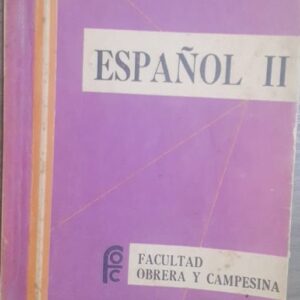 ESPAÑOL II
FOC
FACULTAD
OBRERA Y CAMPESINA